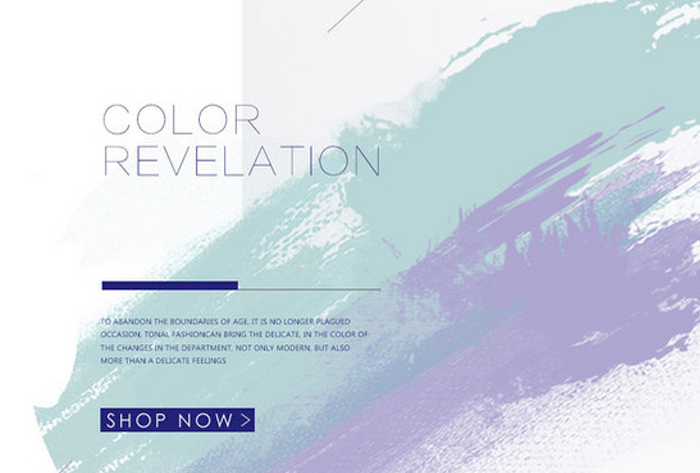 COLOR
REVELATION
TO ABANDON THE BOUNDARIES OF AGE, IT IS NO LONGER PLAGUED
OCCASION, TONAL FASHIONCAN BRING THE DELICATE, IN THE COLOR OF
THE CHANGES IN THE DEPARTMENT, NOT ONLY MODERN, BUT ALSO
MORE THAN A DELICATE FEELINGS
SHOP NOW >